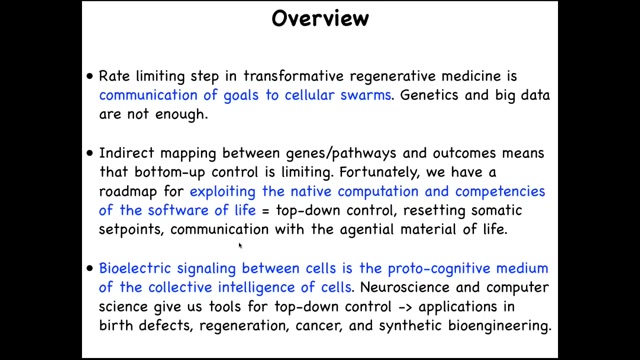 Overview
• Rate limiting step in transformative regenerative medicine is
communication of goals to cellular swarms. Genetics and big data
are not enough.
• Indirect mapping between genes/pathways and outcomes means
that bottom-up control is limiting. Fortunately, we have a
roadmap for exploiting the native computation and competencies
of the software of life = top-down control, resetting somatic
setpoints, communication with the agential material of life.
• Bioelectric signaling between cells is the proto-cognitive medium
of the collective intelligence of cells. Neuroscience and computer
science give us tools for top-down control -> applications in
birth defects, regeneration, cancer, and synthetic bioengineering.